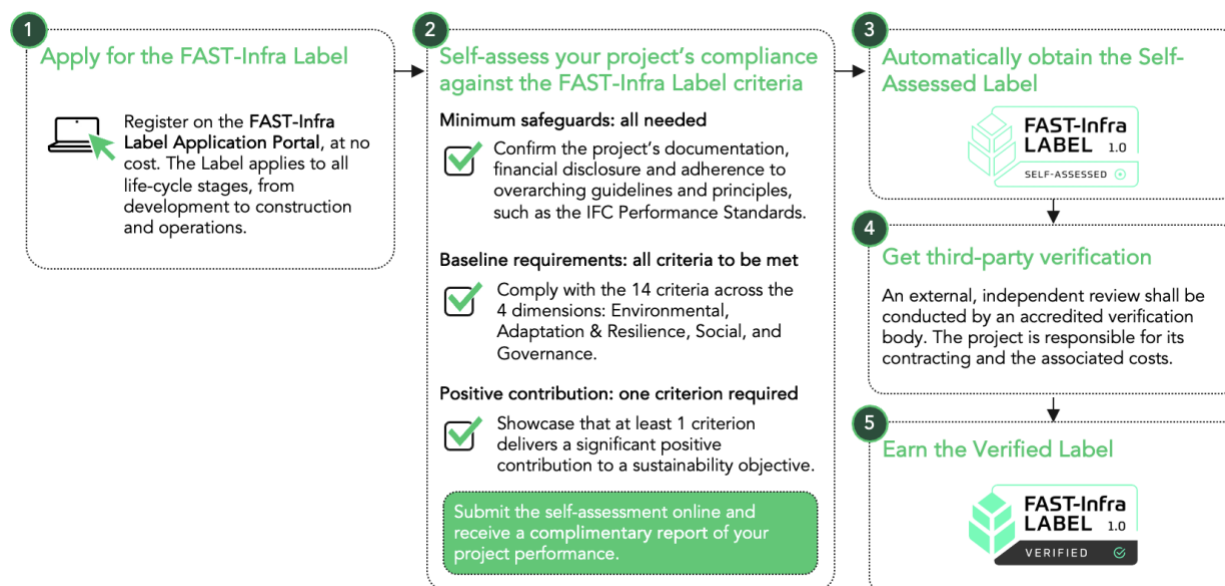 1
Apply for the FAST-Infra Label
Register on the FAST-Infra
Label Application Portal, at no
cost. The Label applies to all
life-cycle stages, from
development to construction
and operations.
2
Self-assess your project's compliance
against the FAST-Infra Label criteria
Minimum safeguards: all needed
Confirm the project's documentation,
financial disclosure and adherence to
overarching guidelines and principles,
such as the IFC Performance Standards.
Baseline requirements: all criteria to be met
Comply with the 14 criteria across the
4 dimensions: Environmental,
Adaptation & Resilience, Social, and
Governance.
Positive contribution: one criterion required
Showcase that at least 1 criterion
delivers a significant positive
contribution to a sustainability objective.
Submit the self-assessment online and
receive a complimentary report of your
project performance.
3
Automatically obtain the Self-
Assessed Label
FAST-Infra
LABEL 1.0
SELF-ASSESSED
4
Get third-party verification
An external, independent review shall be
conducted by an accredited verification
body. The project is responsible for its
contracting and the associated costs.
5
Earn the Verified Label
FAST-Infra
LABEL 1.0
VERIFIED